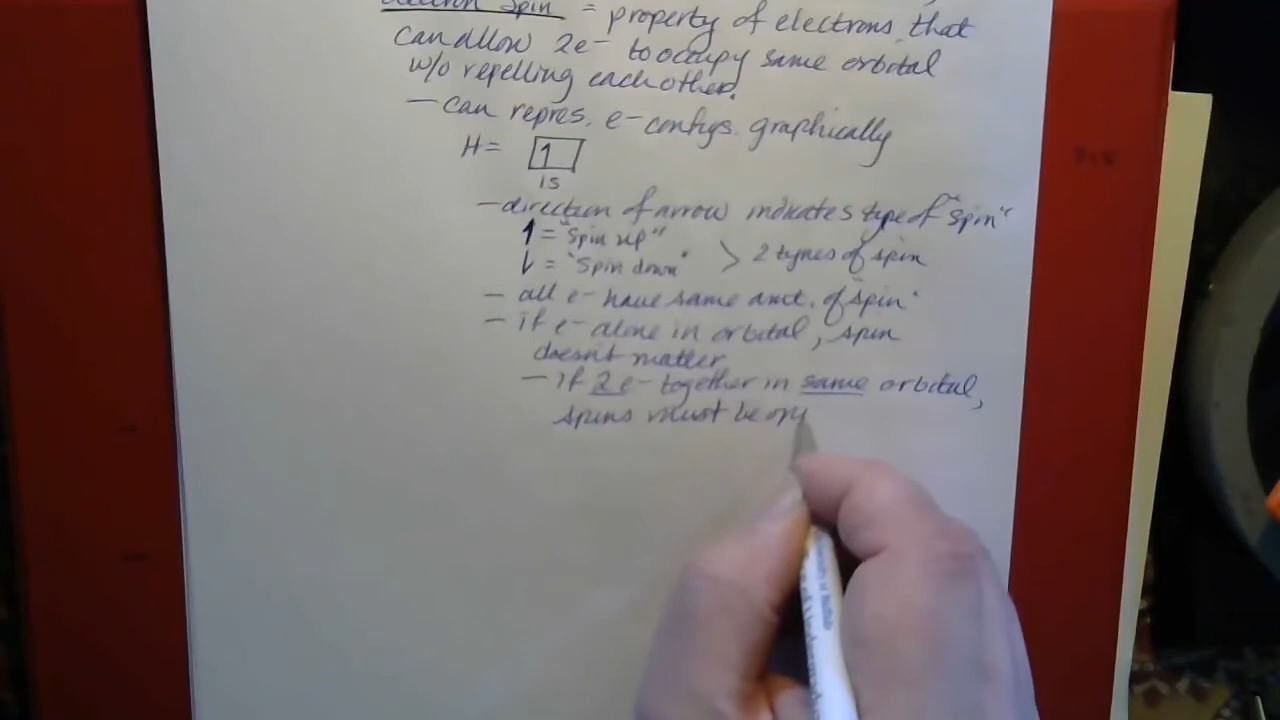 electron spin = property of electrons that
can allow 2e- to occupy same orbital
w/o repelling each other.
- can repres. e- configs. graphically
H = 1
1s
- direction of arrow indicates type of "spin"
↑ = "spin up"
↓ = "spin down" > 2 types of spin
- all e- have same amt. of "spin"
- if e- alone in orbital, spin
doesn't matter
- if 2e- together in same orbital,
spins must be opp